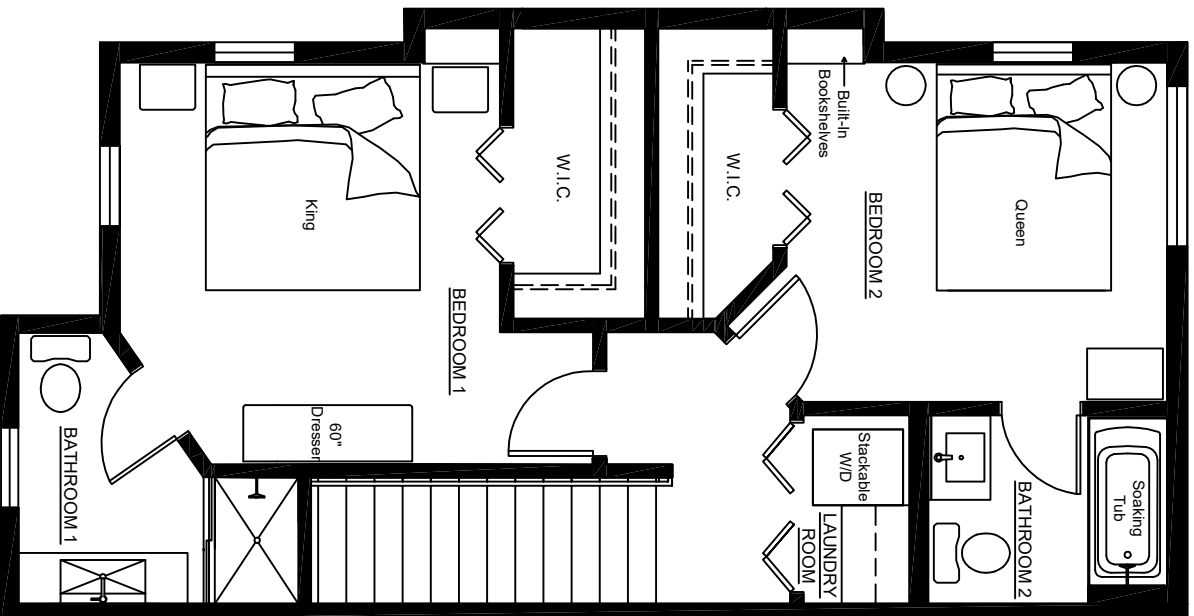 King
BEDROOM 1
60"
Dresser
BATHROOM 1
W.I.C.
W.I.C.
Built-In
Bookshelves
BEDROOM 2
Queen
Stackable
W/D
LAUNDRY
ROOM
BATHROOM 2
Soaking
Tub